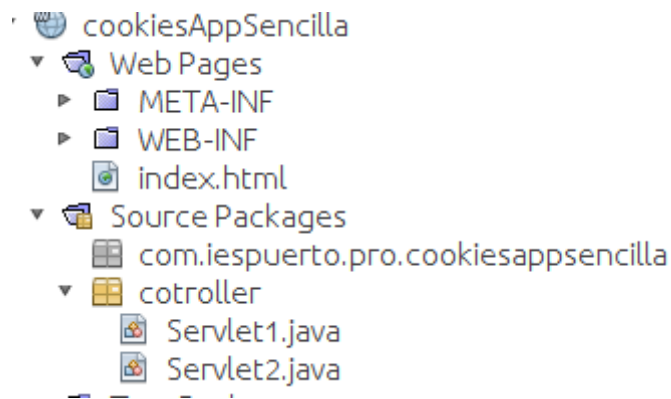 cookiesAppSencilla
Web Pages
META-INF
WEB-INF
index.html
Source Packages
com.iespuerto.pro.cookiesappsencilla
cotroller
Servlet1.java
Servlet2.java